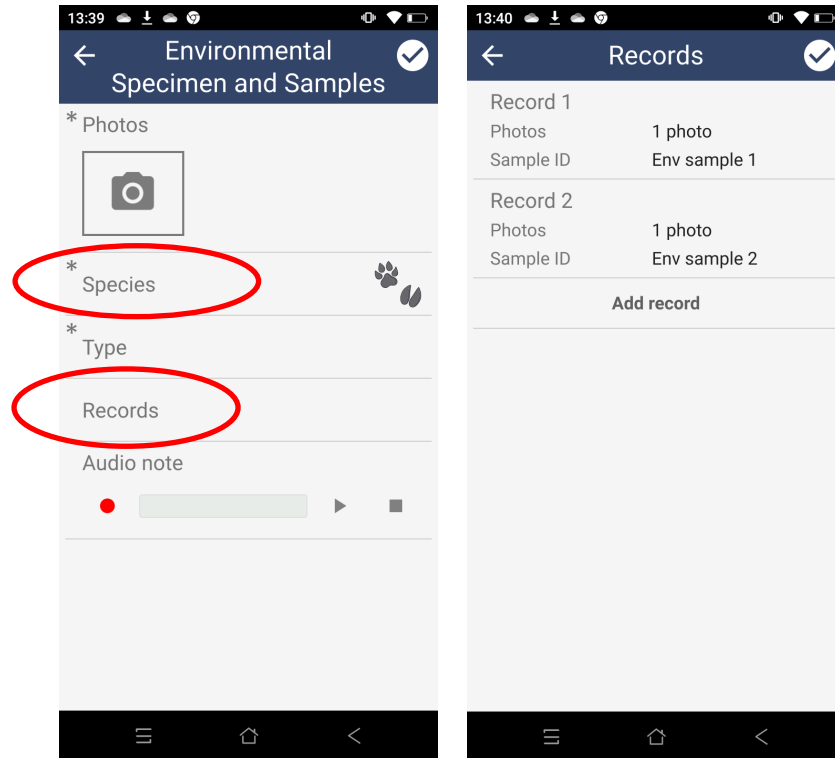 13:39
Environmental
Specimen and Samples
* Photos
* Species
* Type
Records
Audio note
13:40
Records
Record 1
Photos 1 photo
Sample ID Env sample 1
Record 2
Photos 1 photo
Sample ID Env sample 2
Add record